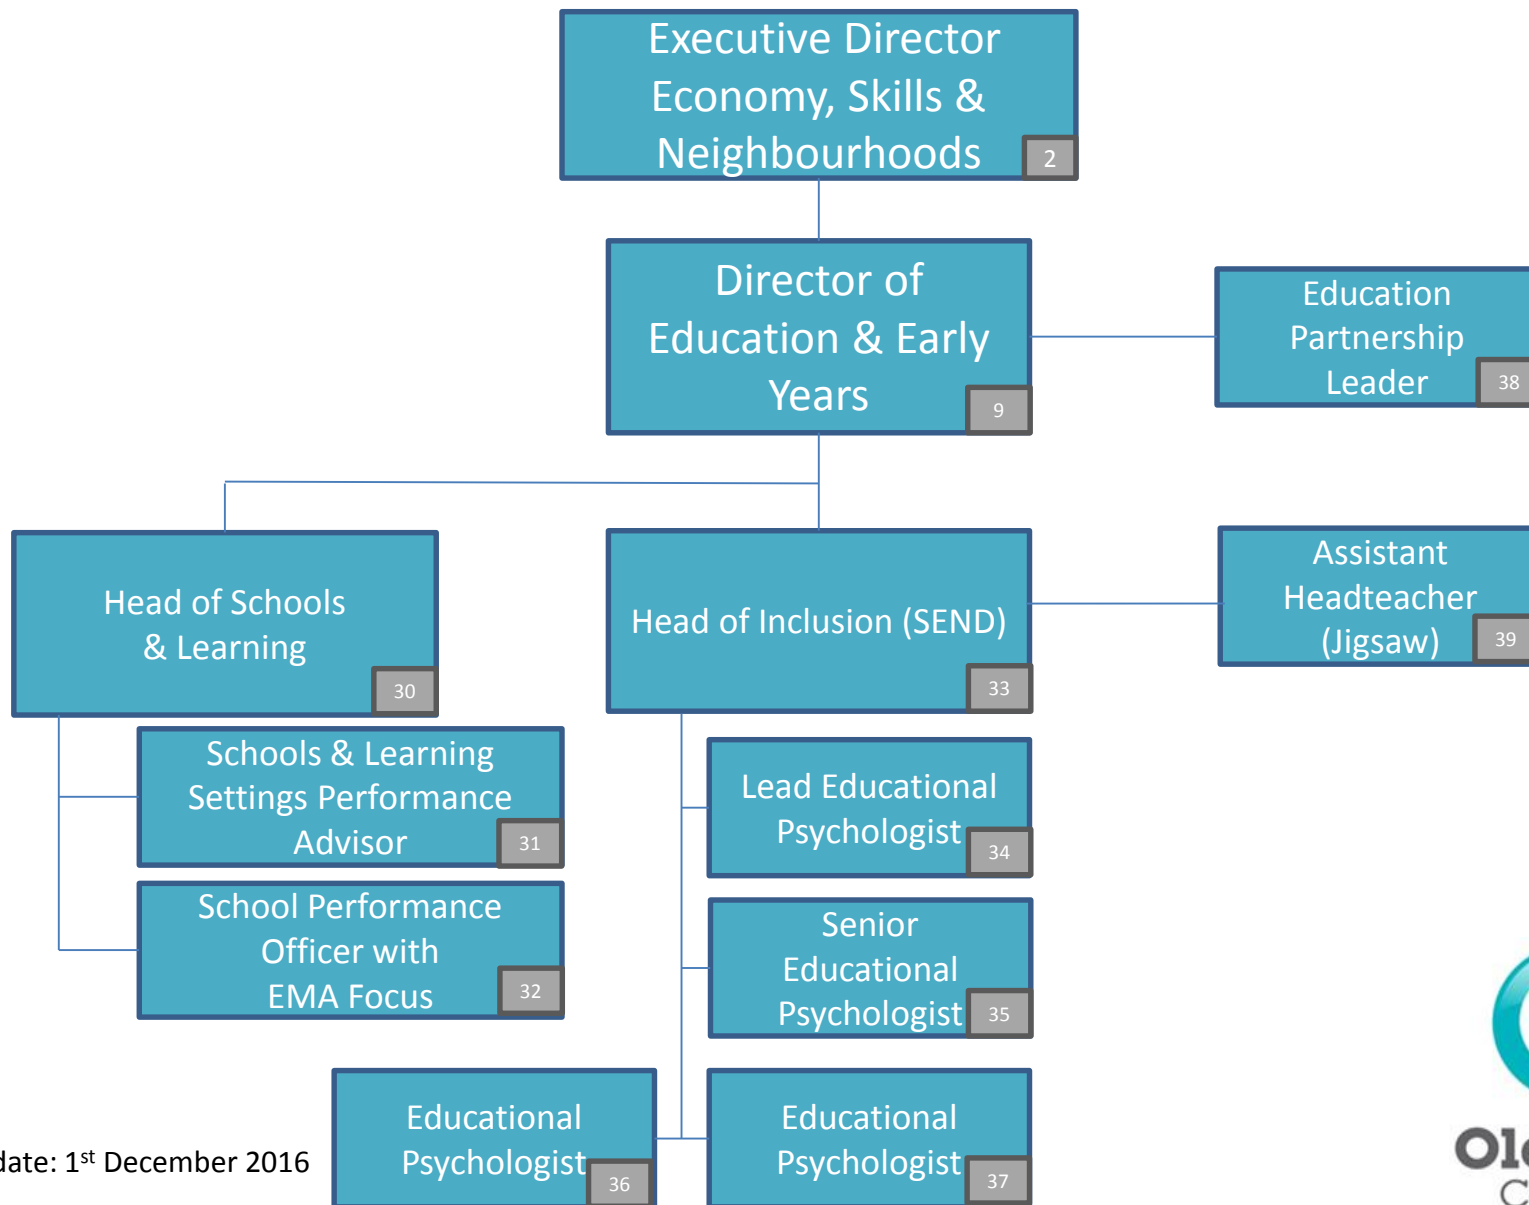 Executive Director
Economy, Skills &
Neighbourhoods
2
Director of
Education & Early
Years
9
Education
Partnership
Leader
38
Head of Schools
& Learning
30
Head of Inclusion (SEND)
33
Assistant
Headteacher
(Jigsaw)
39
Schools & Learning
Settings Performance
Advisor
31
School Performance
Officer with
EMA Focus
32
Lead Educational
Psychologist
34
Senior
Educational
Psychologist
35
Educational
Psychologist
36
Educational
Psychologist
37
date: 1st December 2016